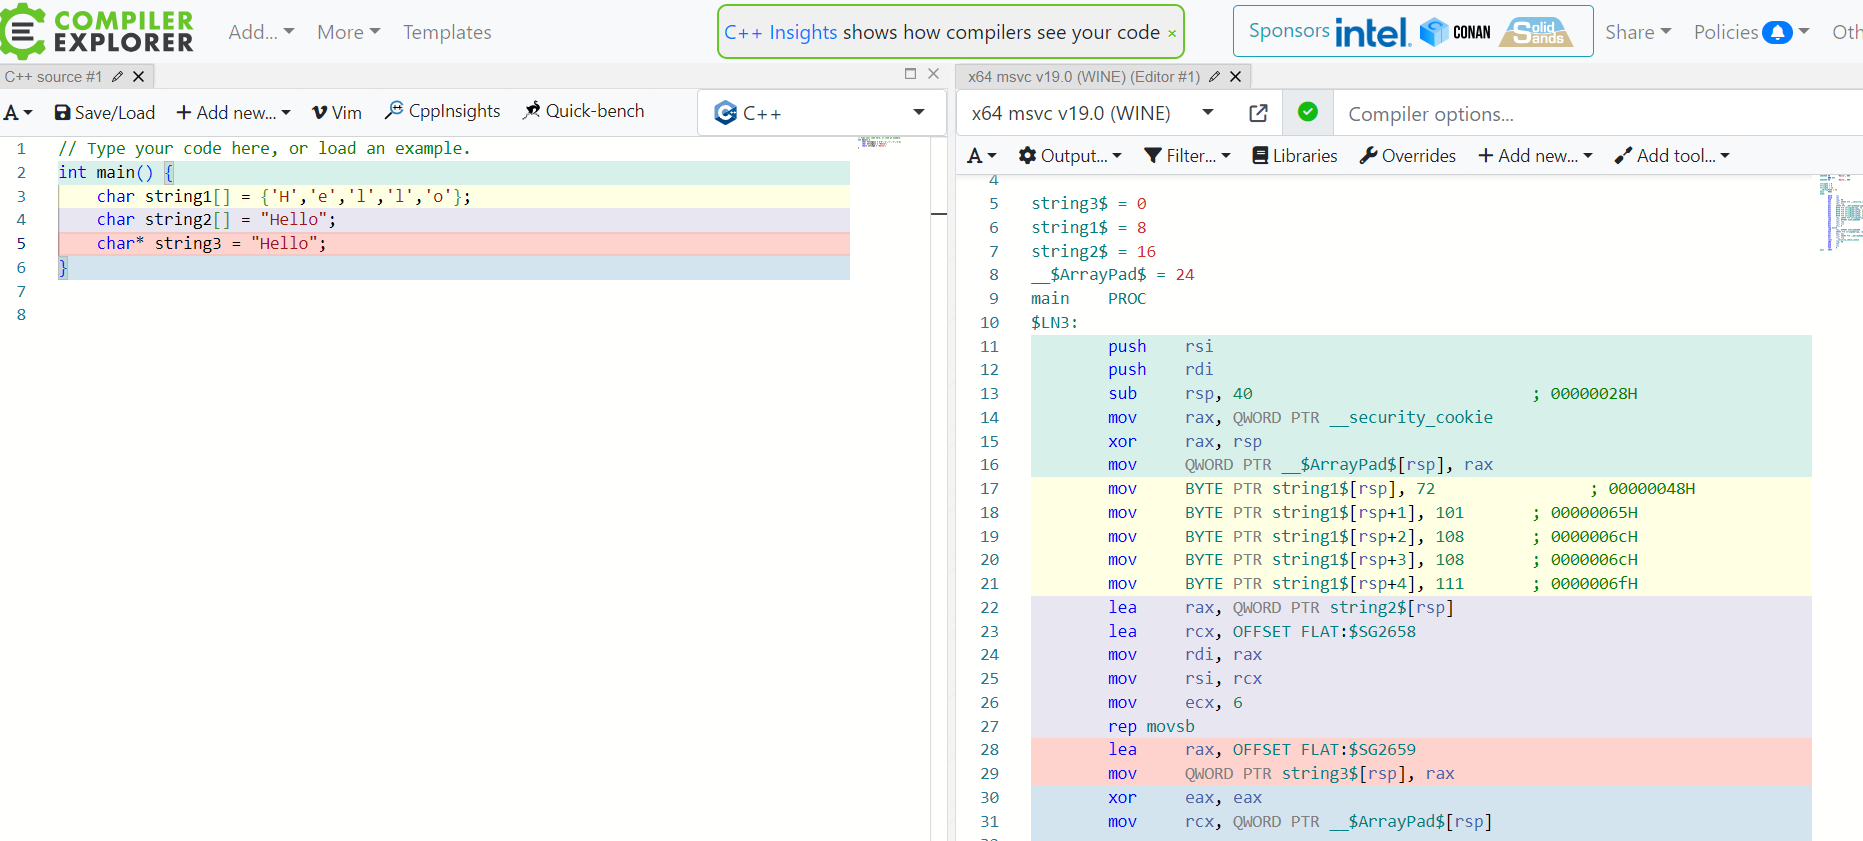 COMPILER
EXPLORER
Add...
More
Templates
C++ Insights shows how compilers see your code ×
Sponsors intel. CONAN Solid Sands
Share
Policies
C++ source #1
A
Save/Load
+ Add new...
Vim
CppInsights
Quick-bench
C++
1 // Type your code here, or load an example.
2 int main() {
3     char string1[] = {'H','e','l','l','o'};
4     char string2[] = "Hello";
5     char* string3 = "Hello";
6 }
7
8
x64 msvc v19.0 (WINE) (Editor #1)
x64 msvc v19.0 (WINE)
Compiler options...
A
Output...
Filter...
Libraries
Overrides
+ Add new...
Add tool...
4
5 string3$ = 0
6 string1$ = 8
7 string2$ = 16
8 __$ArrayPad$ = 24
9 main    PROC
10 $LN3:
11         push    rsi
12         push    rdi
13         sub     rsp, 40                             ; 00000028H
14         mov     rax, QWORD PTR __security_cookie
15         xor     rax, rsp
16         mov     QWORD PTR __$ArrayPad$[rsp], rax
17         mov     BYTE PTR string1$[rsp], 72                ; 00000048H
18         mov     BYTE PTR string1$[rsp+1], 101       ; 00000065H
19         mov     BYTE PTR string1$[rsp+2], 108       ; 0000006cH
20         mov     BYTE PTR string1$[rsp+3], 108       ; 0000006cH
21         mov     BYTE PTR string1$[rsp+4], 111       ; 0000006fH
22         lea     rax, QWORD PTR string2$[rsp]
23         lea     rcx, OFFSET FLAT:$SG2658
24         mov     rdi, rax
25         mov     rsi, rcx
26         mov     ecx, 6
27         rep movsb
28         lea     rax, OFFSET FLAT:$SG2659
29         mov     QWORD PTR string3$[rsp], rax
30         xor     eax, eax
31         mov     rcx, QWORD PTR __$ArrayPad$[rsp]